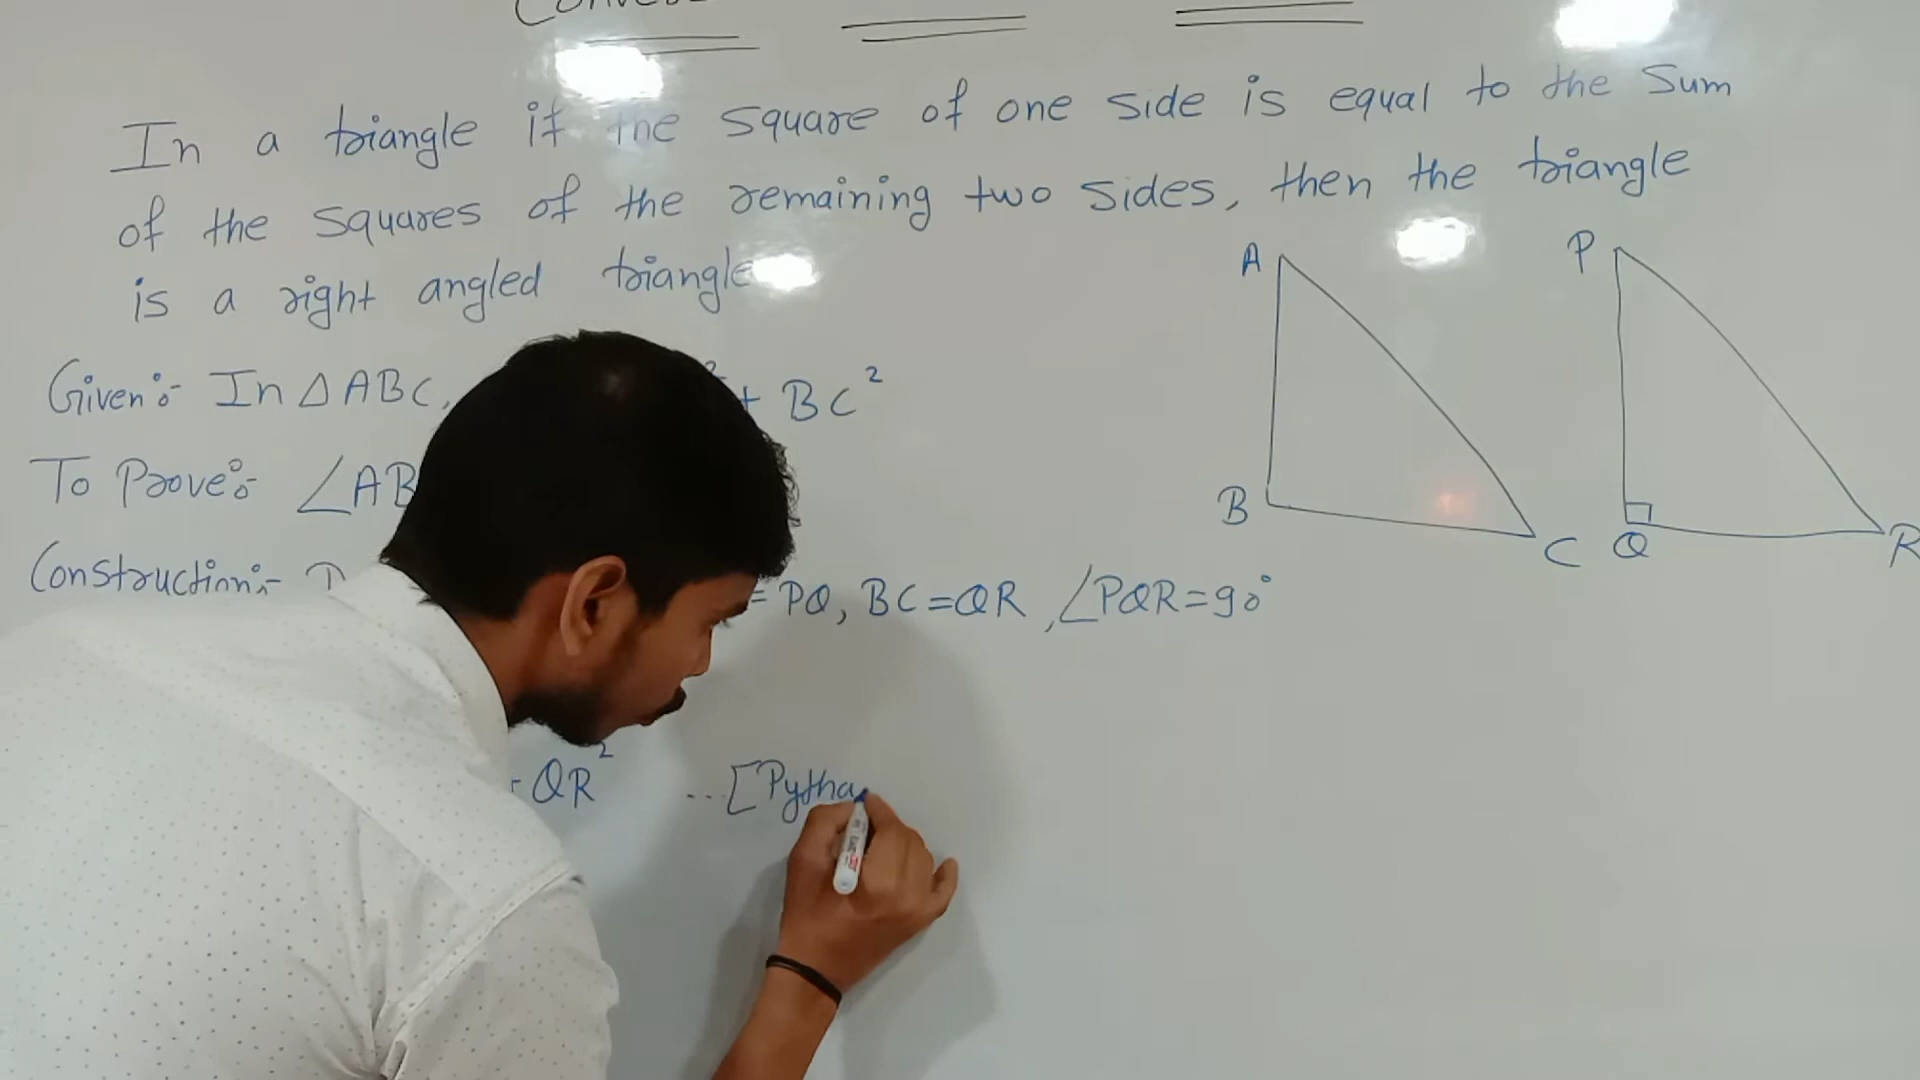 In a triangle if the square of one side is equal to the sum
of the squares of the remaining two sides, then the triangle
is a right angled triangle
A
P
Given:- In △ABC, + BC²
To Prove:- ∠AB
B
C
Q
R
Construction:- = PQ, BC = QR, ∠PQR = 90°
QR² ... [Pytha